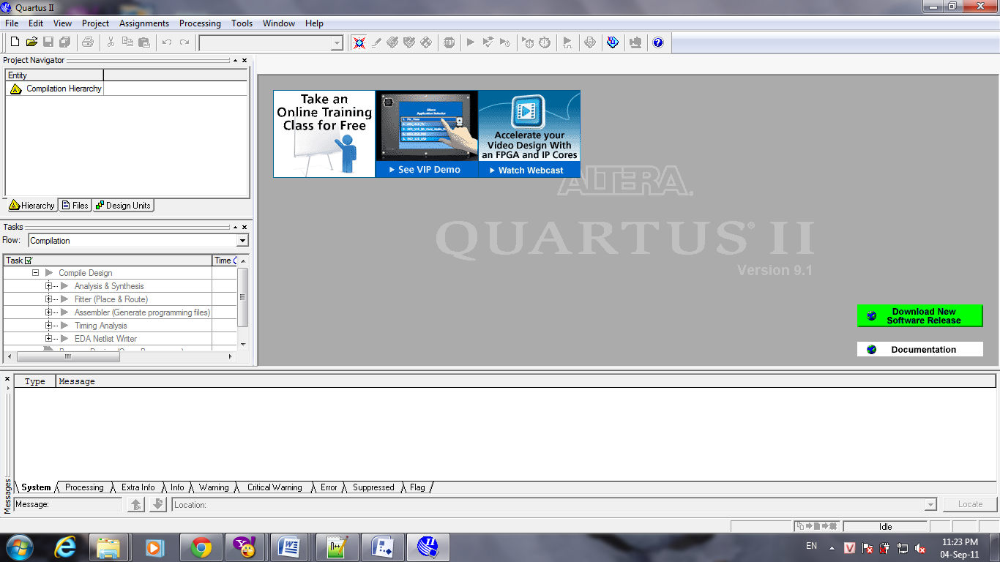 Quartus II
File Edit View Project Assignments Processing Tools Window Help
STOP
Project Navigator
Entity
Compilation Hierarchy
Hierarchy Files Design Units
Tasks
Flow: Compilation
Task Time
Compile Design
Analysis & Synthesis
Fitter (Place & Route)
Assembler (Generate programming files)
Timing Analysis
EDA Netlist Writer
Take an
Online Training
Class for Free
Altera
Application Selector
See VIP Demo
Accelerate your
Video Design With
an FPGA and IP Cores
Watch Webcast
ALTERA
QUARTUS® II
Version 9.1
Download New
Software Release
Documentation
Type Message
System Processing Extra Info Info Warning Critical Warning Error Suppressed Flag
Messages
Message: Location: Locate
Idle
EN
11:23 PM
04-Sep-11